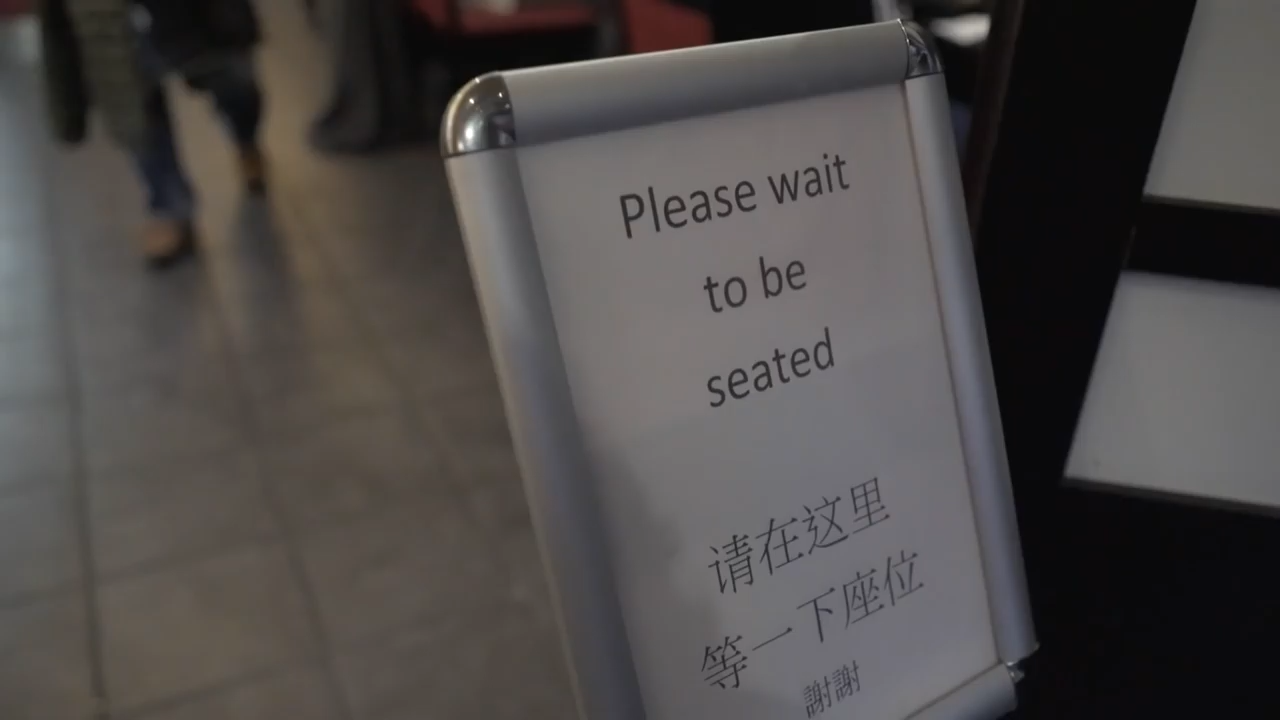 Please wait
to be
seated
请在这里
等一下座位
謝謝